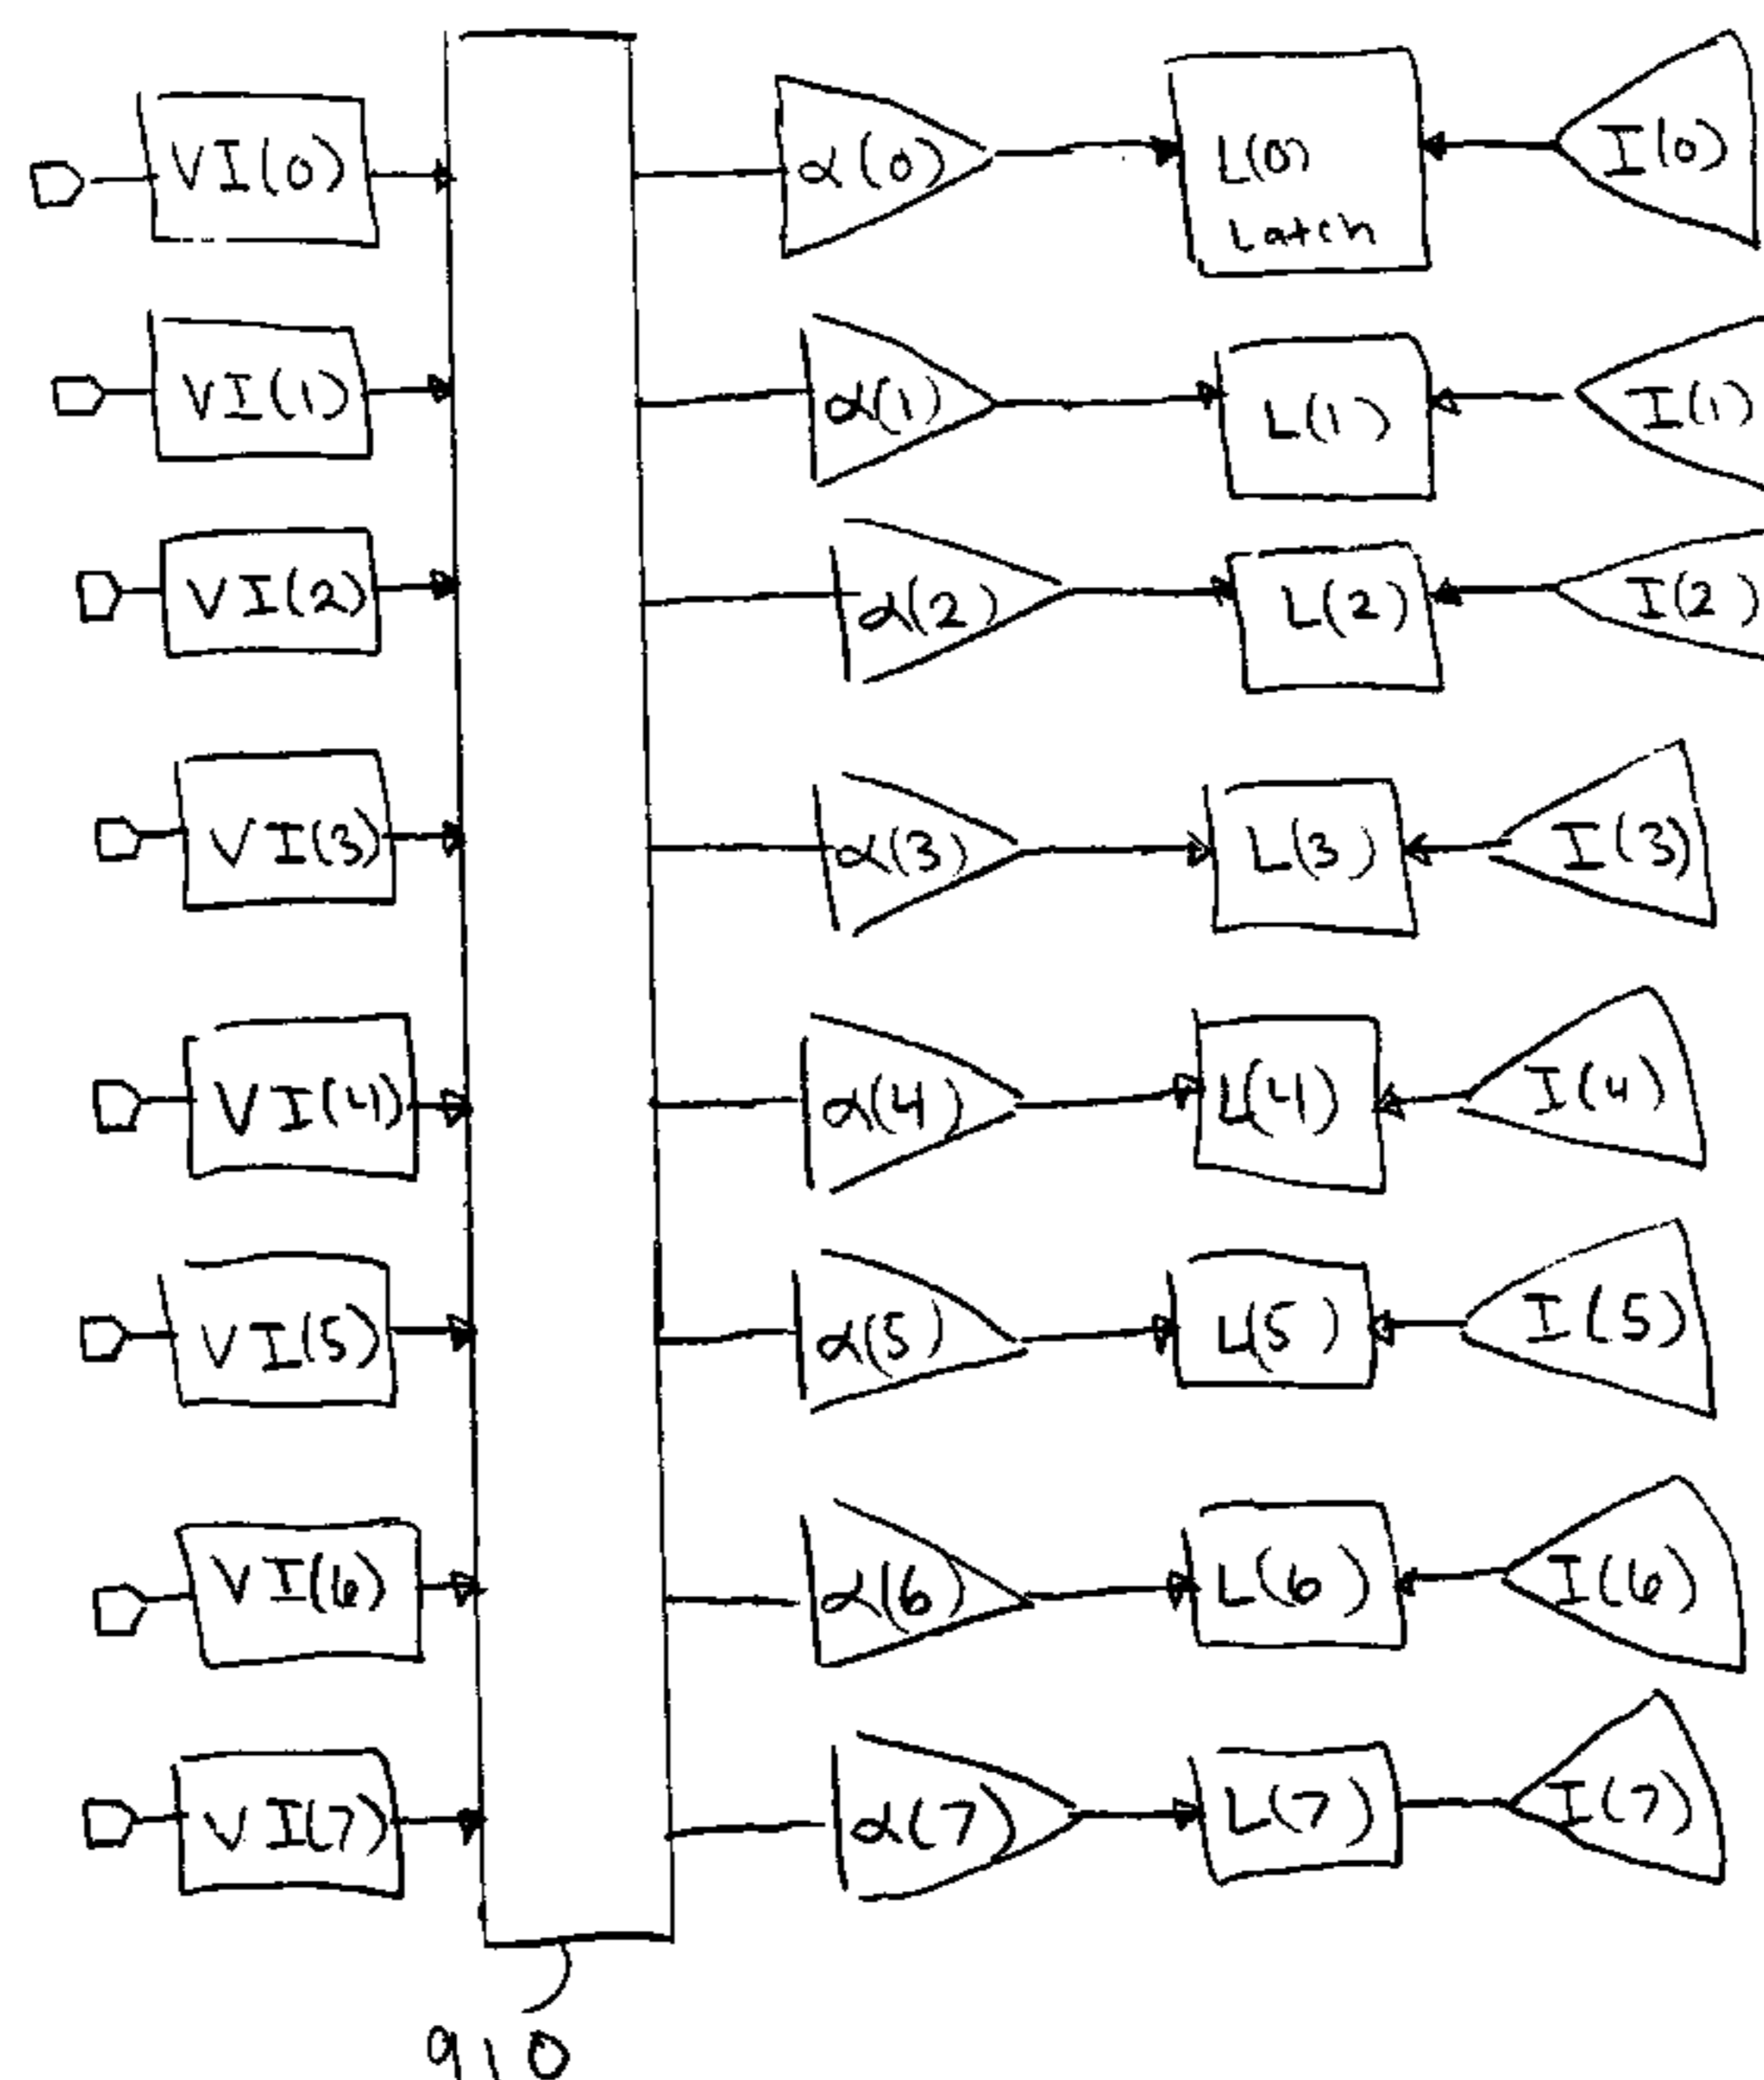 VI(0) α(0) L(0) I(0)
Latch
VI(1) α(1) L(1) I(1)
VI(2) α(2) L(2) I(2)
VI(3) α(3) L(3) I(3)
VI(4) α(4) L(4) I(4)
VI(5) α(5) L(5) I(5)
VI(6) α(6) L(6) I(6)
VI(7) α(7) L(7) I(7)
910